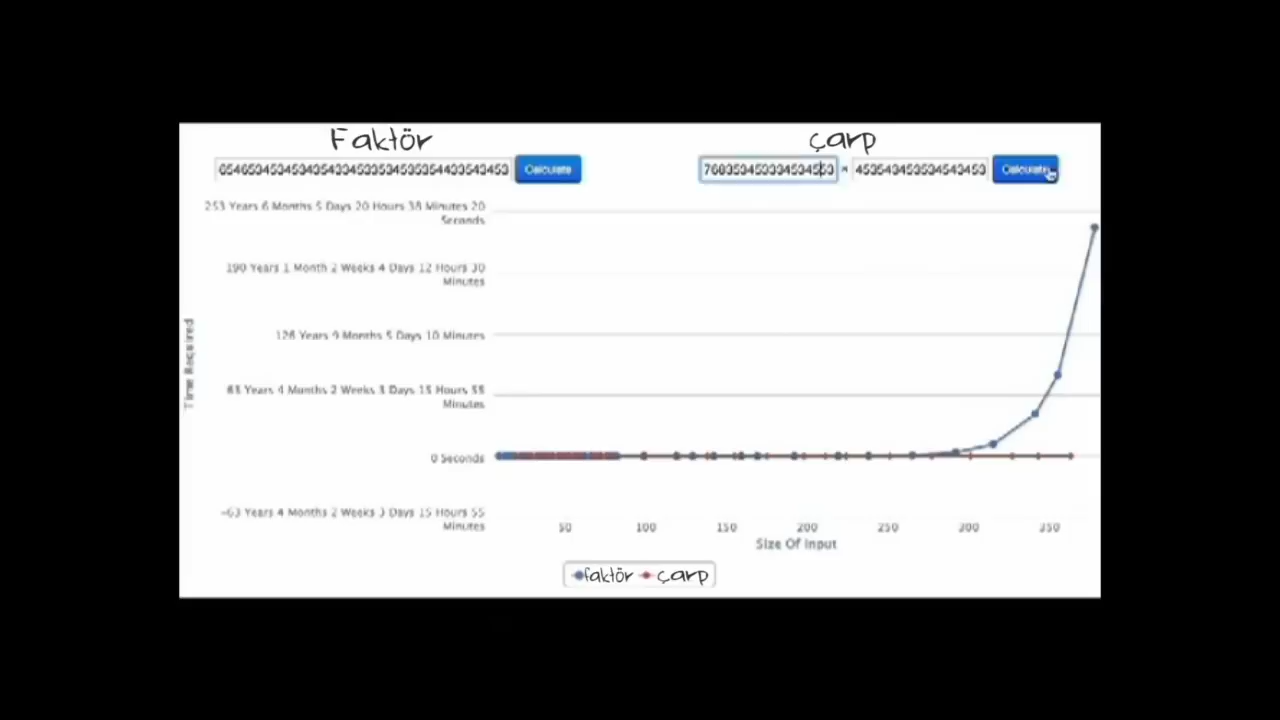 Faktör
çarp
Calculate
×
Calculate
253 Years 6 Months 5 Days 20 Hours 38 Minutes 20
Seconds
190 Years 1 Month 2 Weeks 4 Days 12 Hours 30
Minutes
126 Years 9 Months 5 Days 10 Minutes
63 Years 4 Months 2 Weeks 3 Days 15 Hours 55
Minutes
0 Seconds
-63 Years 4 Months 2 Weeks 3 Days 15 Hours 55
Minutes
Time Required
50 100 150 200 250 300 350
Size Of Input
faktör çarp